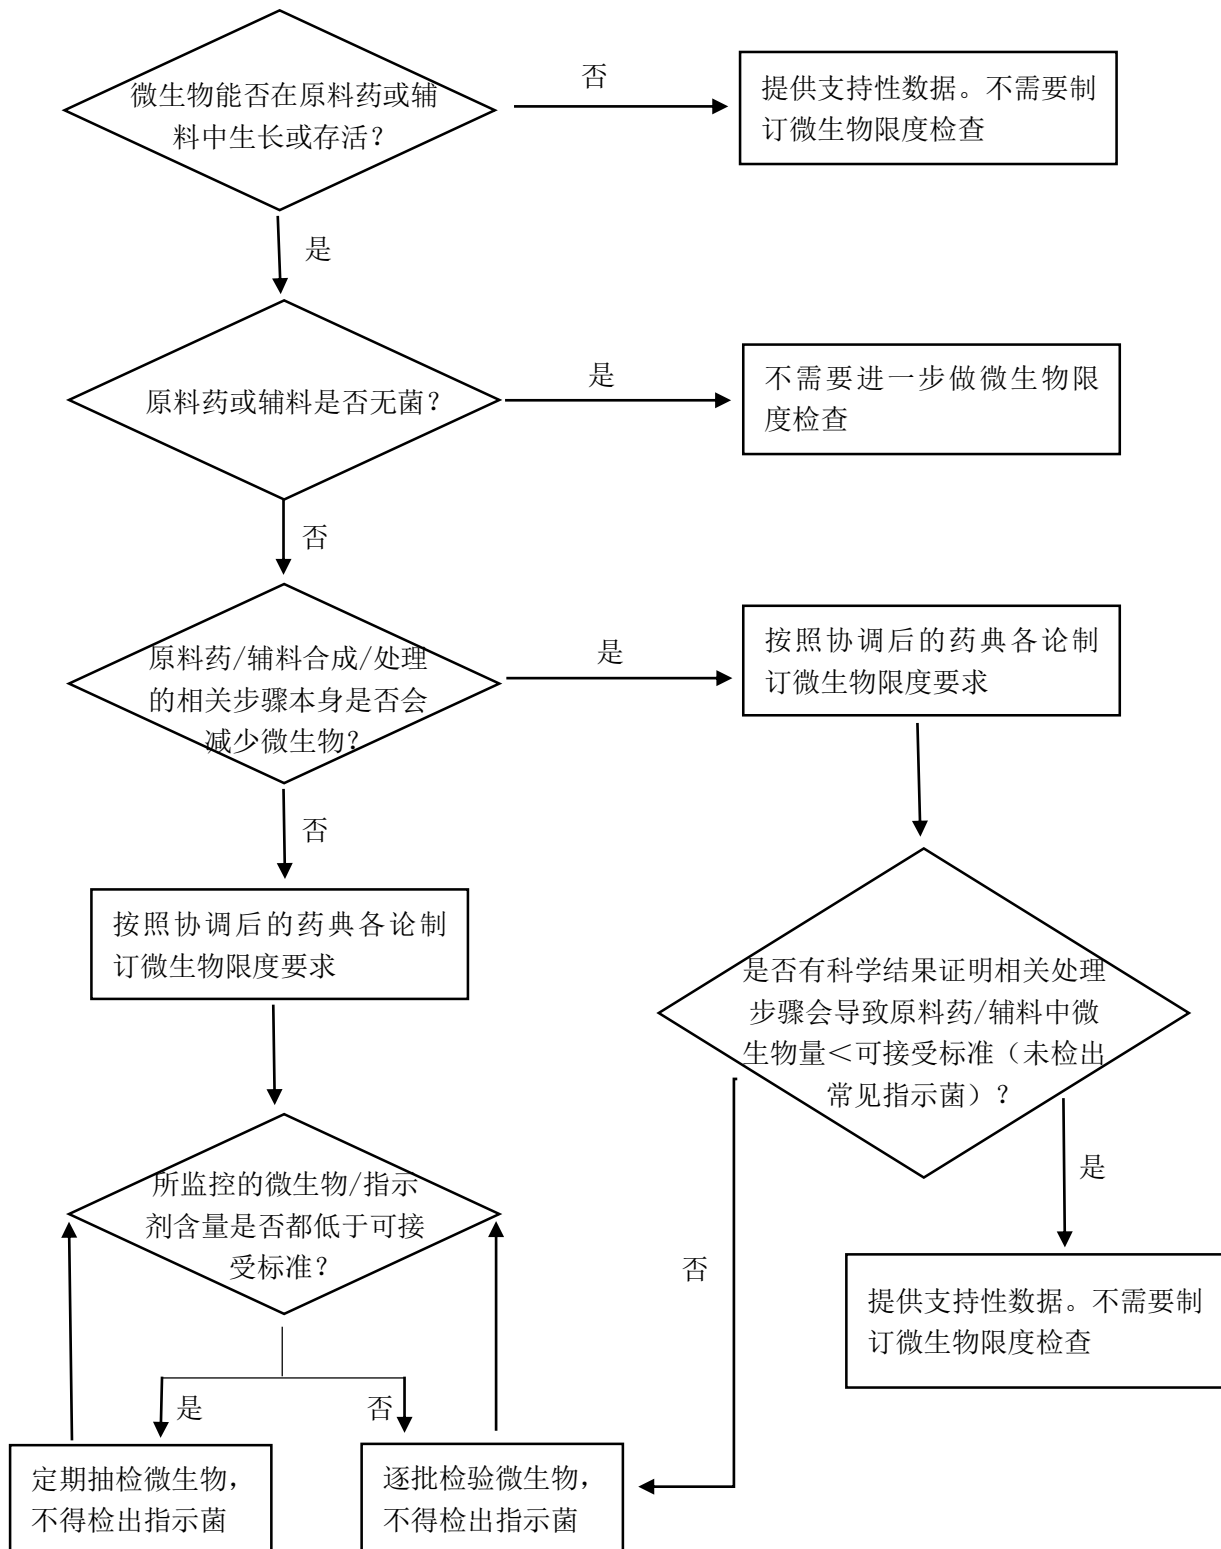 微生物能否在原料药或辅
料中生长或存活？
否
提供支持性数据。不需要制
订微生物限度检查
是
原料药或辅料是否无菌？
是
不需要进一步做微生物限
度检查
否
原料药/辅料合成/处理
的相关步骤本身是否会
减少微生物？
是
按照协调后的药典各论制
订微生物限度要求
否
按照协调后的药典各论制
订微生物限度要求
是否有科学结果证明相关处理
步骤会导致原料药/辅料中微
生物量＜可接受标准（未检出
常见指示菌）？
是
提供支持性数据。不需要制
订微生物限度检查
否
所监控的微生物/指示
剂含量是否都低于可接
受标准？
是
否
定期抽检微生物，
不得检出指示菌
逐批检验微生物，
不得检出指示菌